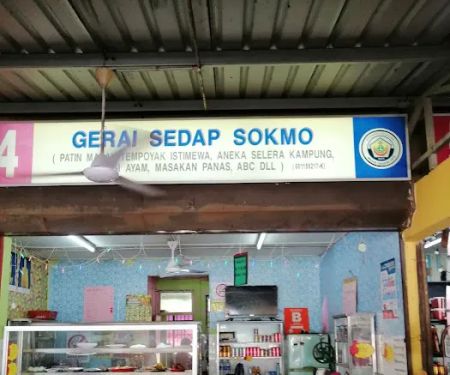 4
GERAI SEDAP SOKMO
( PATIN MA TEMPOYAK ISTIMEWA, ANEKA SELERA KAMPUNG,
AYAM, MASAKAN PANAS, ABC DLL )
B